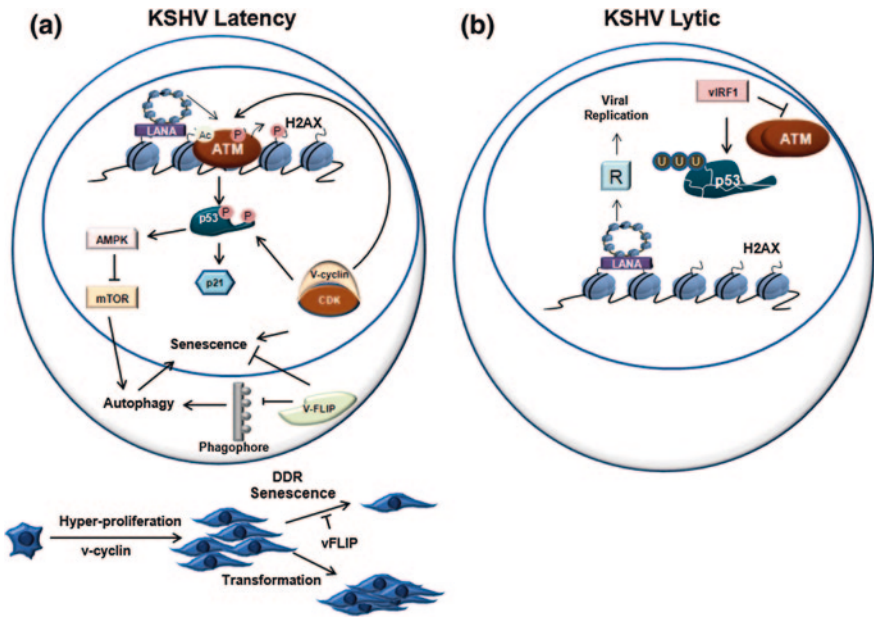 KSHV Latency
(a)
LANA
Ac
P
P
H2AX
ATM
p53
P
P
AMPK
p21
V-cyclin
CDK
mTOR
Senescence
Autophagy
V-FLIP
Phagophore
DDR
Senescence
Hyper-proliferation
v-cyclin
vFLIP
Transformation
KSHV Lytic
(b)
vIRF1
Viral
Replication
ATM
U U U
p53
R
LANA
H2AX